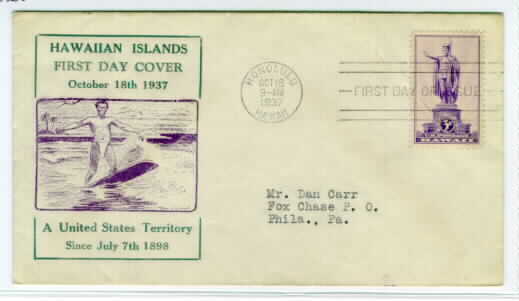 HAWAIIAN ISLANDS
FIRST DAY COVER
October 18th 1937
A United States Territory
Since July 7th 1898
HONOLULU
OCT 18
9-AM
1937
HAWAII
FIRST DAY OF ISSUE
HAWAII
Mr. Dan Carr
Fox Chase P. O.
Phila., Pa.